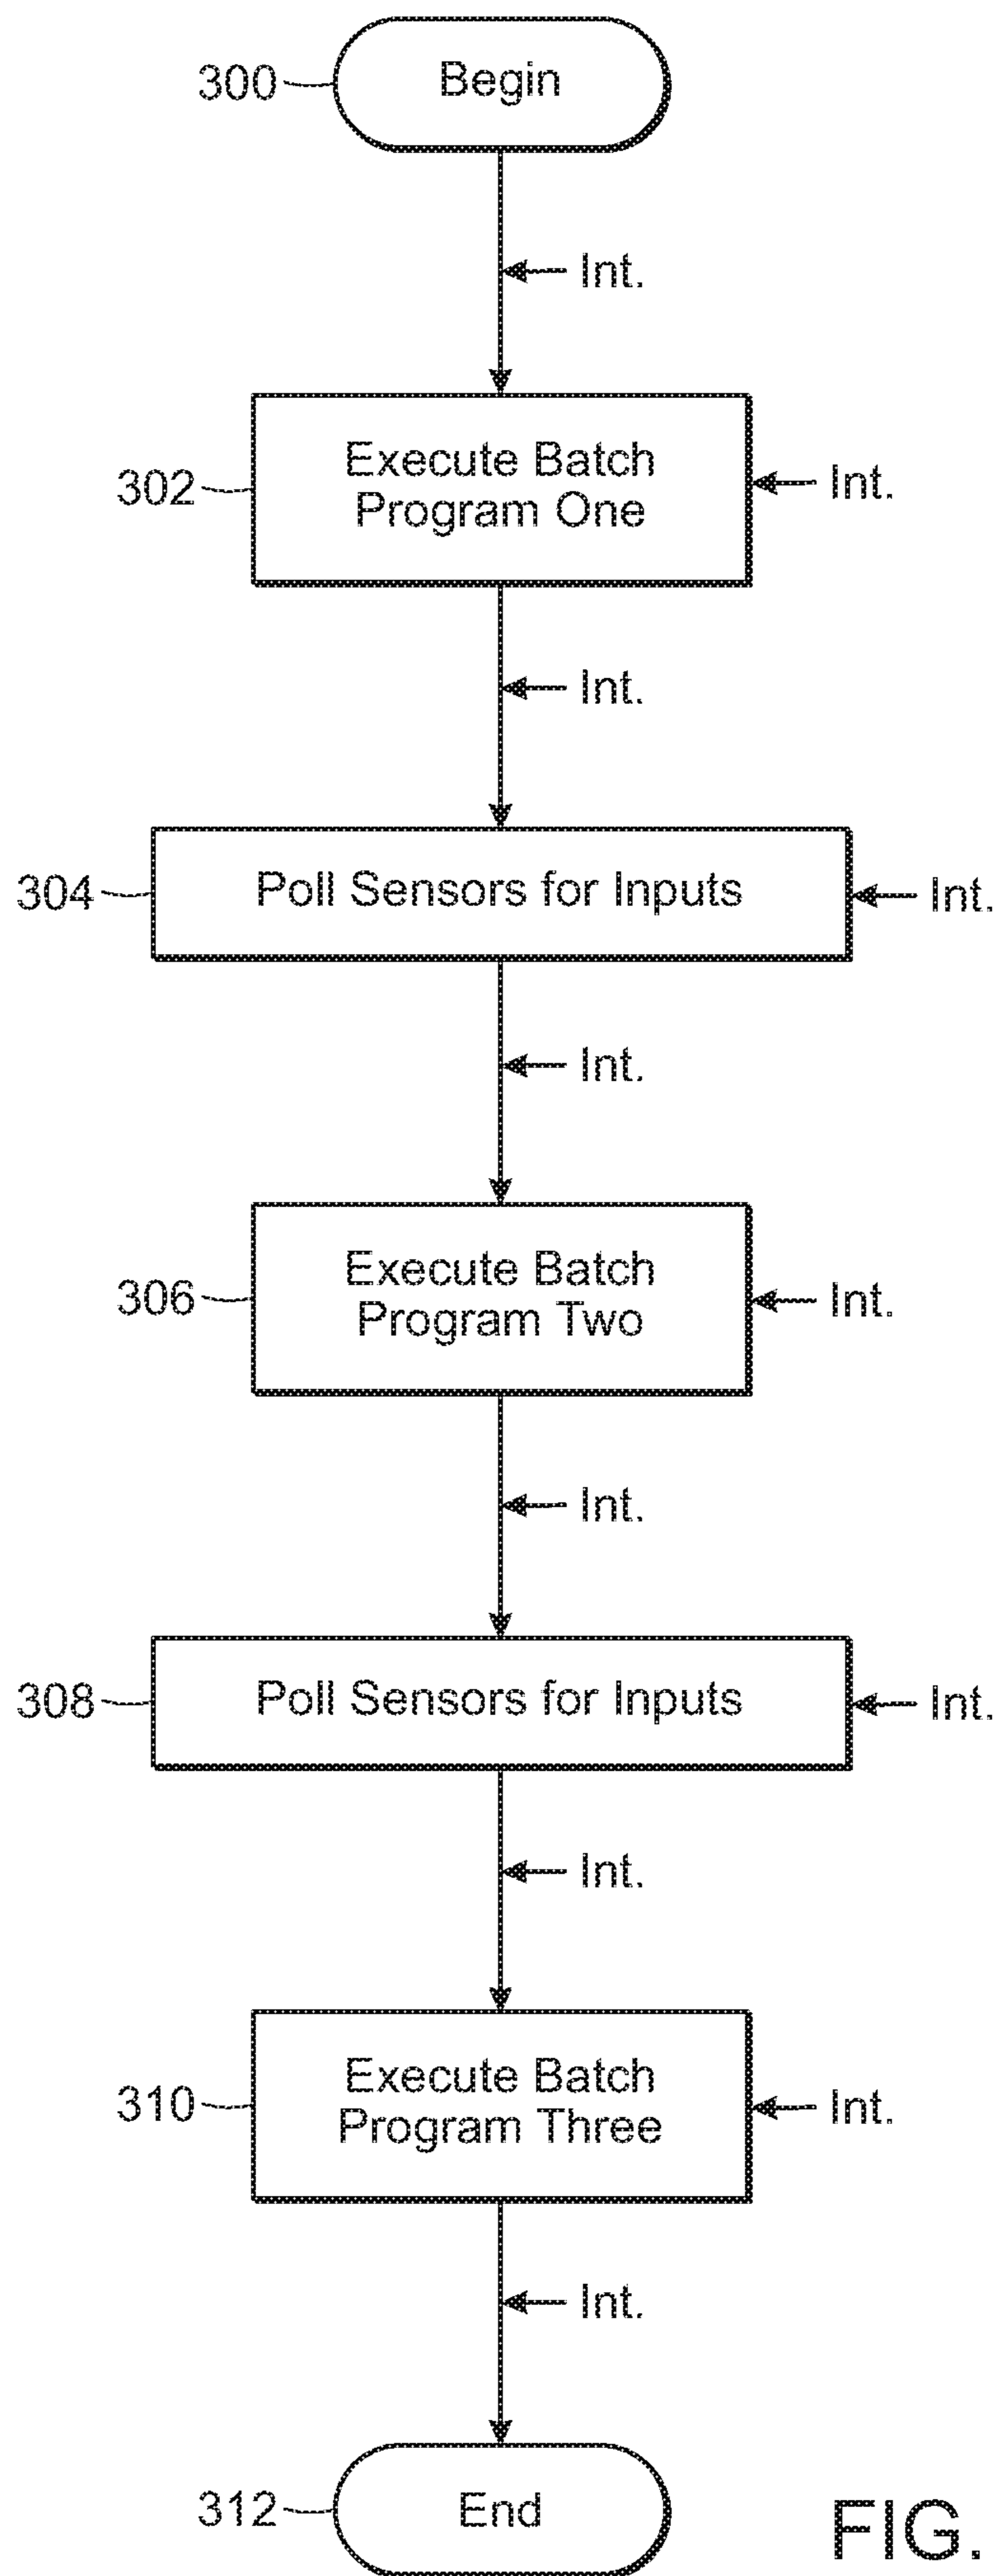 300
Begin
Int.
302
Execute Batch
Program One
Int.
Int.
304
Poll Sensors for Inputs
Int.
Int.
306
Execute Batch
Program Two
Int.
Int.
308
Poll Sensors for Inputs
Int.
Int.
310
Execute Batch
Program Three
Int.
Int.
312
End
FIG.